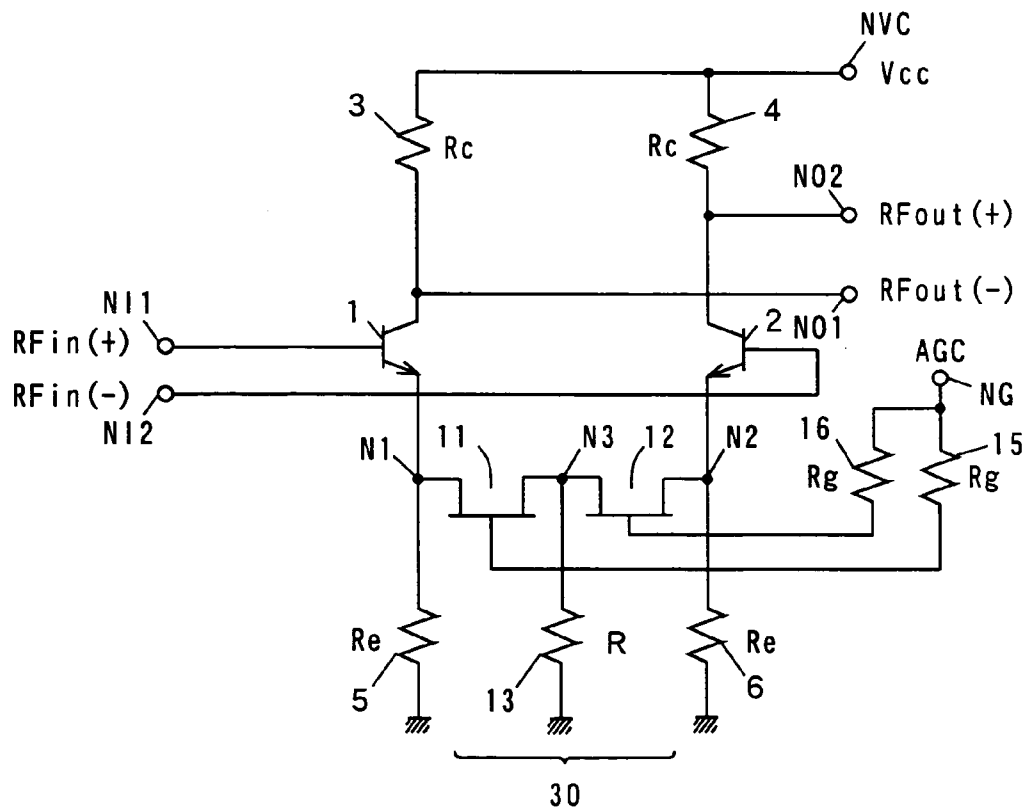 NVC
Vcc
3
Rc
4
Rc
NO2
RFout(+)
RFout(-)
NO1
NI1
RFin(+)
1
2
RFin(-)
NI2
AGC
NG
N1
11
N3
12
N2
16
Rg
15
Rg
Re
5
R
13
Re
6
30